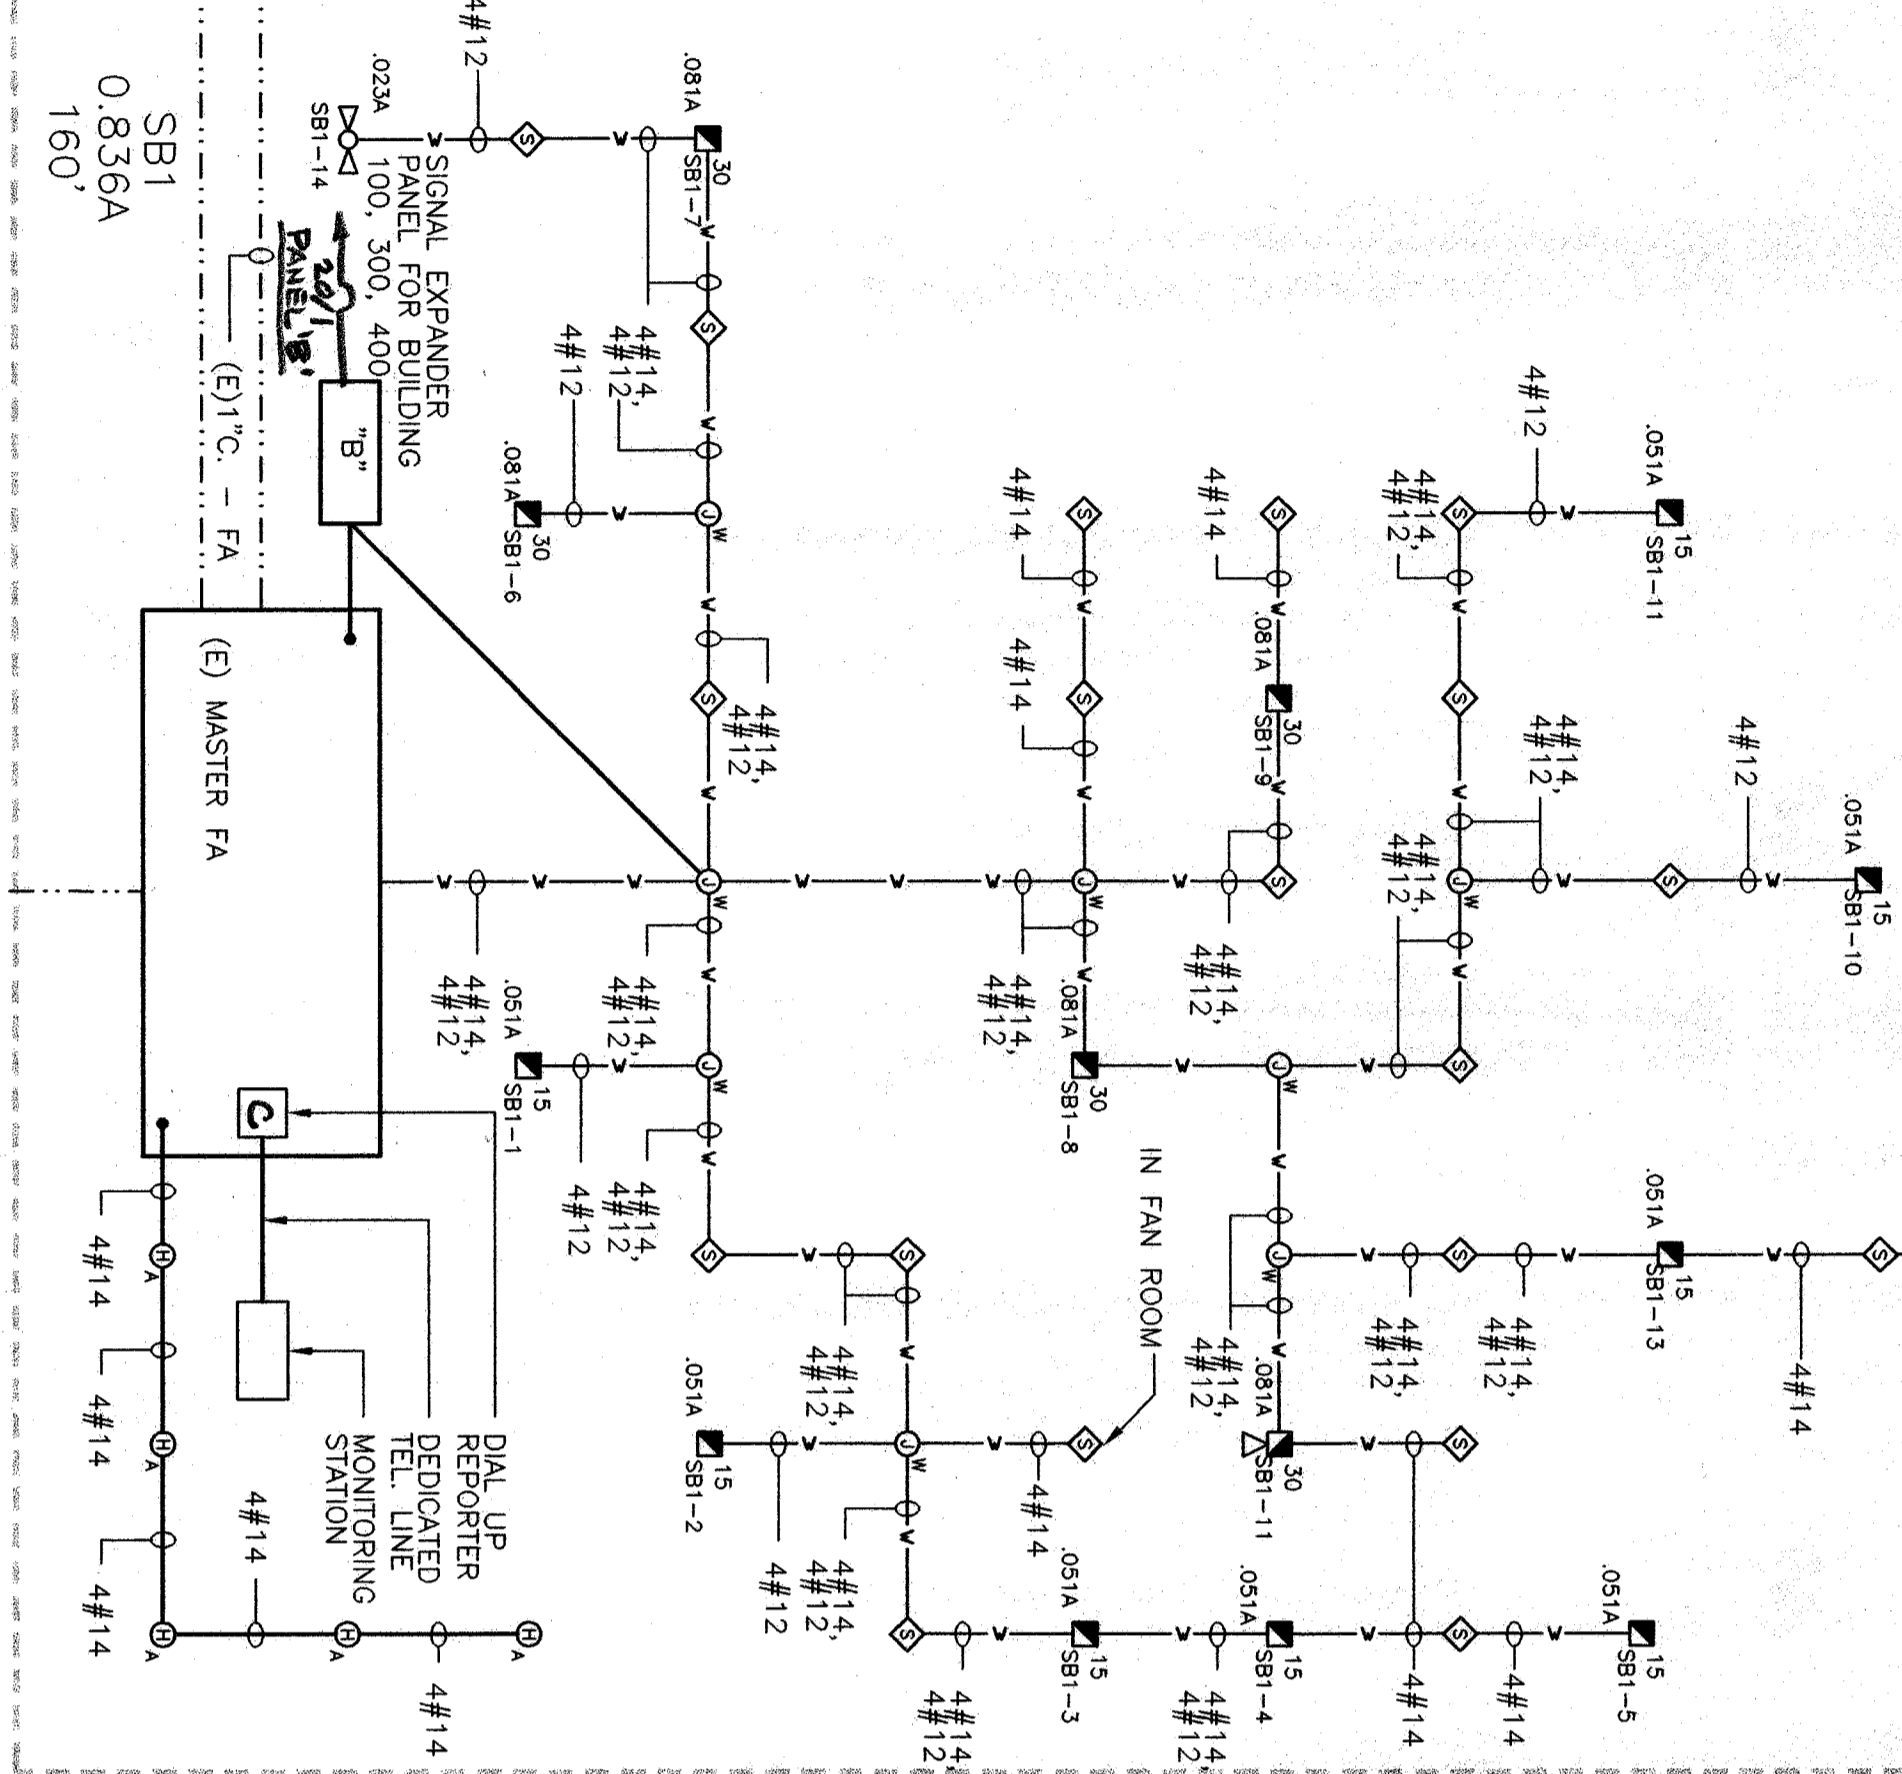 15
.051A
SB1-10
4#14
4#12
15
.051A
SB1-11
15
.051A
SB1-13
15
.051A
SB1-5
4#14,
4#12
4#12
4#14,
4#12
4#14
4#14,
4#12
4#14,
4#12
4#14,
4#12
4#14
30
.081A
SB1-9
30
.081A
SB1-11
15
.051A
SB1-4
4#14
4#14,
4#12
4#14,
4#12
4#14,
4#12
IN FAN ROOM
30
.081A
SB1-8
15
.051A
SB1-3
4#14
4#14
4#14,
4#12
4#14
4#14,
4#12
4#14,
4#12
4#14,
4#12
4#14,
4#12
4#12
30
.081A
SB1-7
15
.051A
SB1-2
4#14,
4#12
4#14,
4#12
4#14,
4#12
4#12
4#12
30
.081A
SB1-6
15
.051A
SB1-1
4#12
4#14,
4#12
SIGNAL EXPANDER
PANEL FOR BUILDING
100, 300, 400
.023A
SB1-14
"B"
20/1
PANEL 'B'
DIAL UP
REPORTER
DEDICATED
TEL. LINE
MONITORING
STATION
4#14
4#14
C
(E)1"C. - FA
(E) MASTER FA
SB1
0.836A
160'
4#14
4#14
4#14